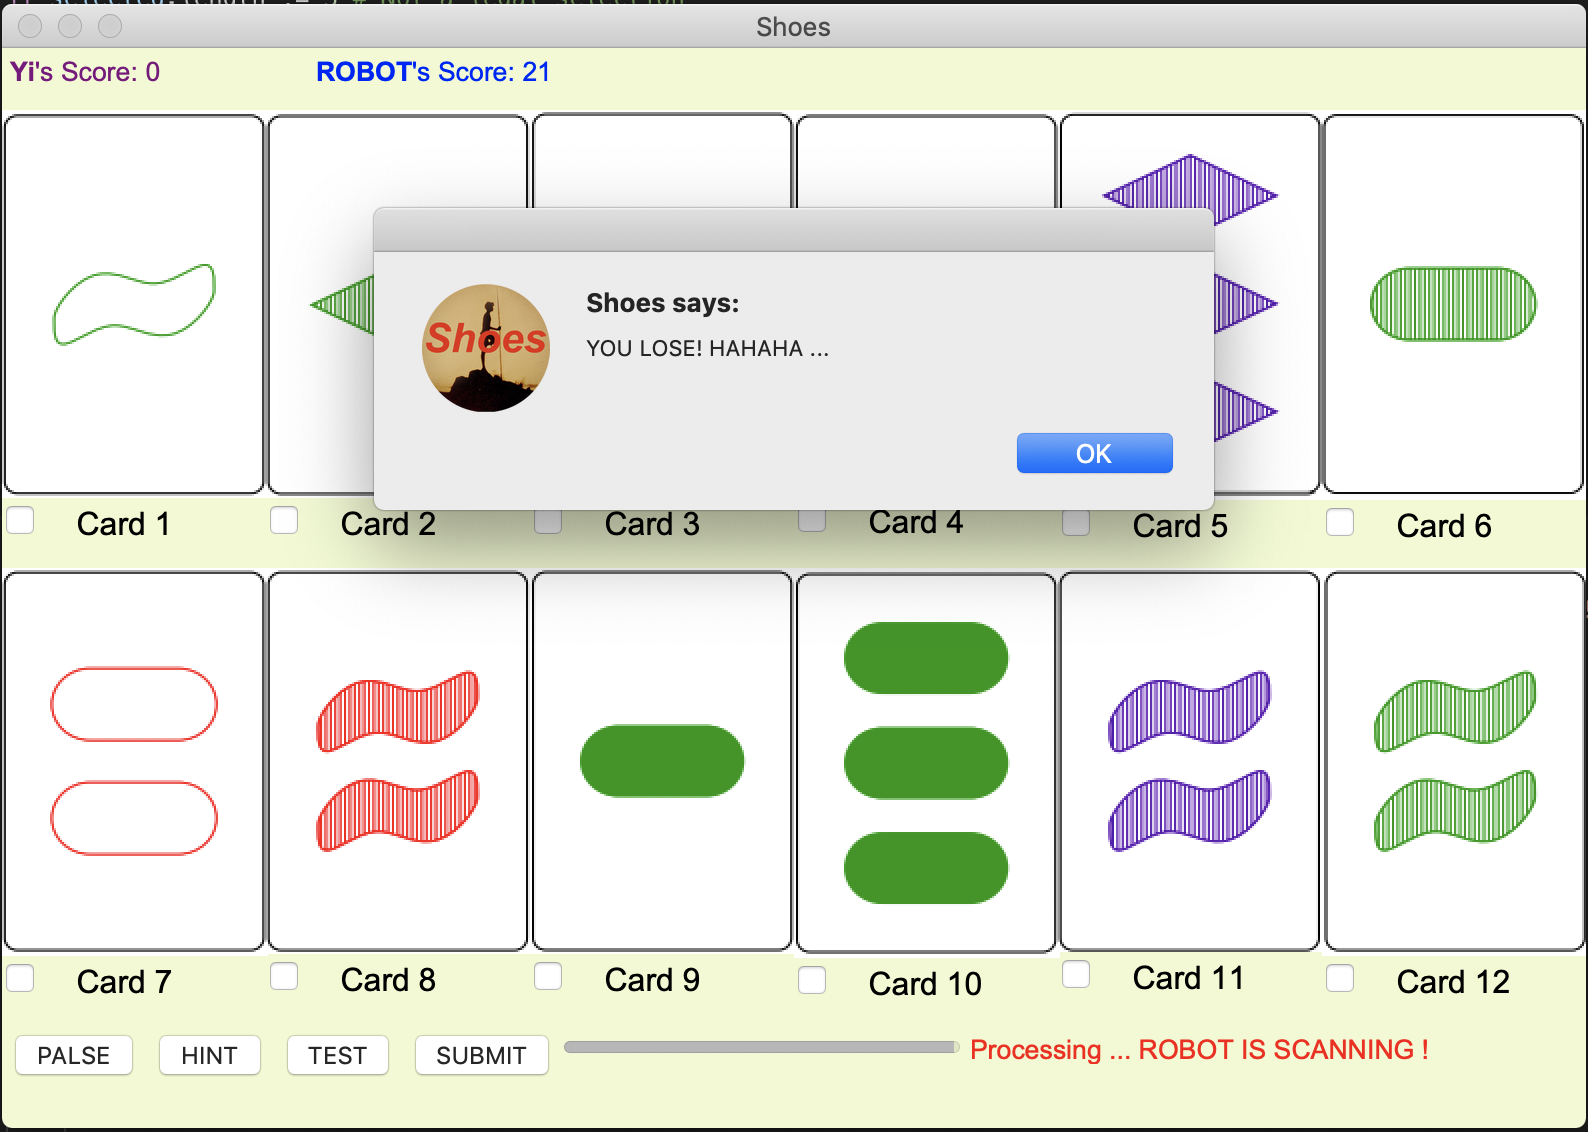 Shoes
Yi's Score: 0
ROBOT's Score: 21
Shoes
Shoes says:
YOU LOSE! HAHAHA ...
OK
Card 1
Card 2
Card 3
Card 4
Card 5
Card 6
Card 7
Card 8
Card 9
Card 10
Card 11
Card 12
PALSE
HINT
TEST
SUBMIT
Processing ... ROBOT IS SCANNING !